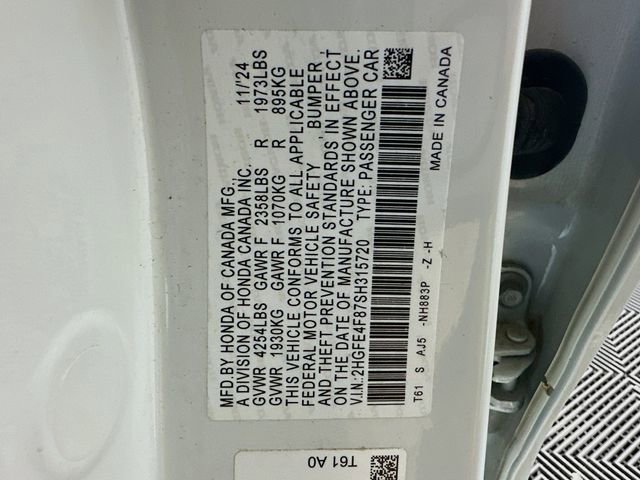 MFD.BY HONDA OF CANADA MFG., 11/'24
A DIVISION OF HONDA CANADA INC.
GVWR 4254LBS GAWR F 2358LBS R 1973LBS
GVWR 1930KG GAWR F 1070KG R 895KG
THIS VEHICLE CONFORMS TO ALL APPLICABLE
FEDERAL MOTOR VEHICLE SAFETY, BUMPER,
AND THEFT PREVENTION STANDARDS IN EFFECT
ON THE DATE OF MANUFACTURE SHOWN ABOVE.
V.I.N.:2HGFE4F87SH315720 TYPE:PASSENGER CAR
T61 S AJ5 -NH883P -Z -H
MADE IN CANADA
T61 A0